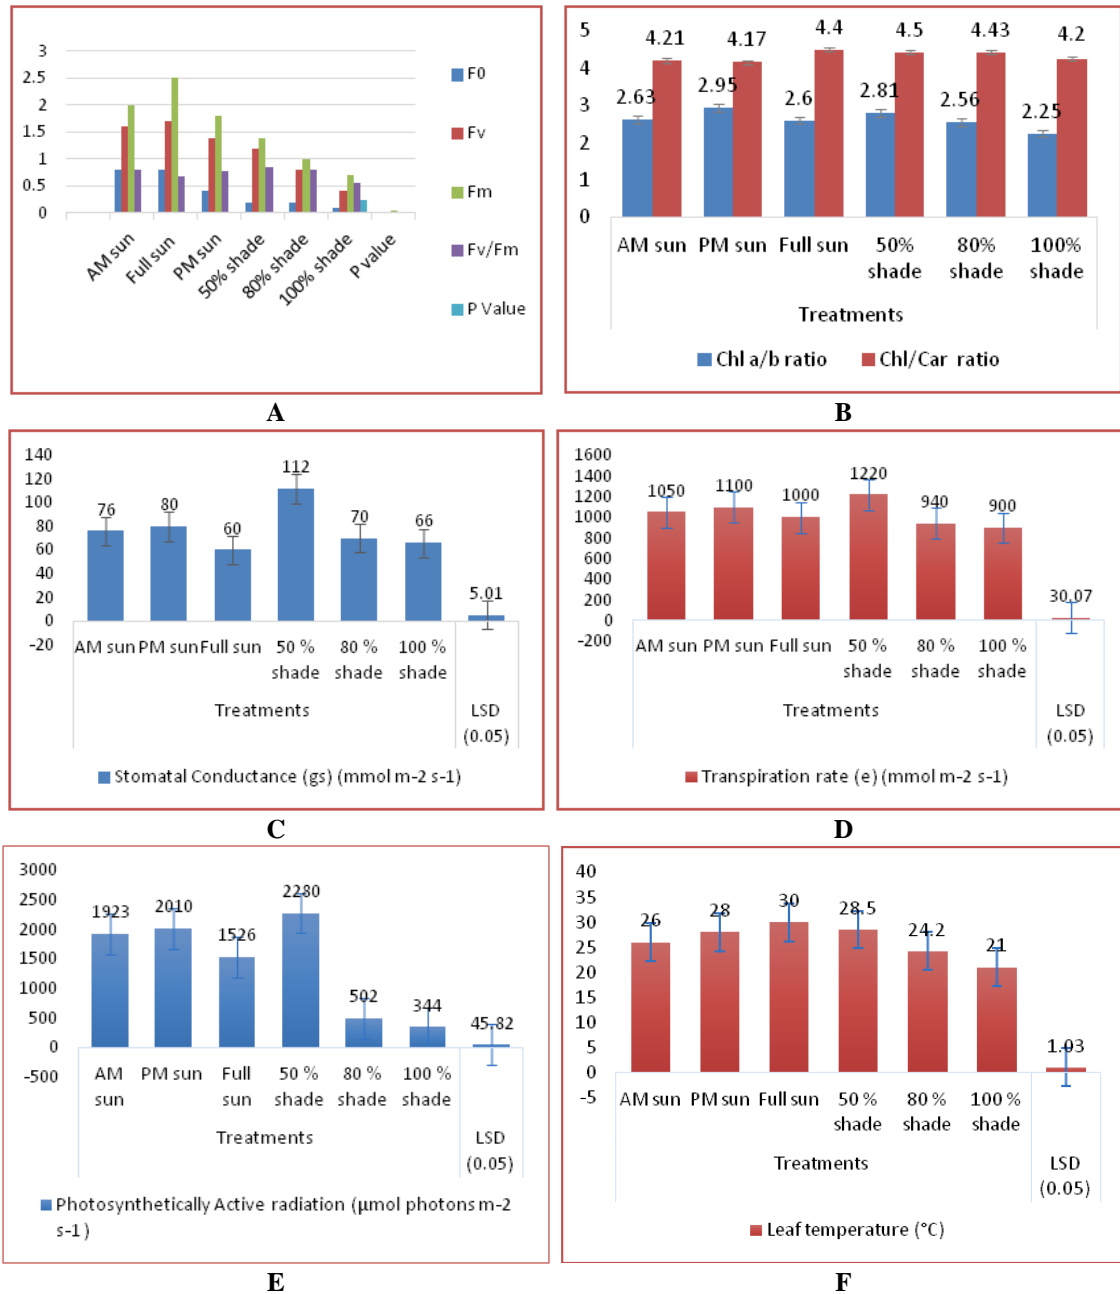 3
2.5
2
1.5
1
0.5
0
AM sun
Full sun
PM sun
50% shade
80% shade
100% shade
P value
F0
Fv
Fm
Fv/Fm
P Value
A
5
4
3
2
1
0
2.63
4.21
2.95
4.17
2.6
4.4
2.81
4.5
2.56
4.43
2.25
4.2
AM sun PM sun Full sun 50% 80% 100%
shade shade shade
Treatments
Chl a/b ratio Chl/Car ratio
B
140
120
100
80
60
40
20
0
-20
76
80
60
112
70
66
5.01
AM sun PM sun Full sun 50 % 80 % 100 %
shade shade shade
Treatments LSD
(0.05)
Stomatal Conductance (gs) (mmol m-2 s-1)
C
1600
1400
1200
1000
800
600
400
200
0
-200
1050
1100
1000
1220
940
900
30.07
AM sun PM sun Full sun 50 % 80 % 100 %
shade shade shade
Treatments LSD
(0.05)
Transpiration rate (e) (mmol m-2 s-1)
D
3000
2500
2000
1500
1000
500
0
-500
1923
2010
1526
2280
502
344
45.82
AM PM sun Full 50 % 80 % 100 %
sun sun shade shade shade
Treatments LSD
(0.05)
Photosynthetically Active radiation (µmol photons m-2
s-1)
E
40
35
30
25
20
15
10
5
0
-5
26
28
30
28.5
24.2
21
1.03
AM sun PM sun Full sun 50 % 80 % 100 %
shade shade shade
Treatments LSD
(0.05)
Leaf temperature (°C)
F